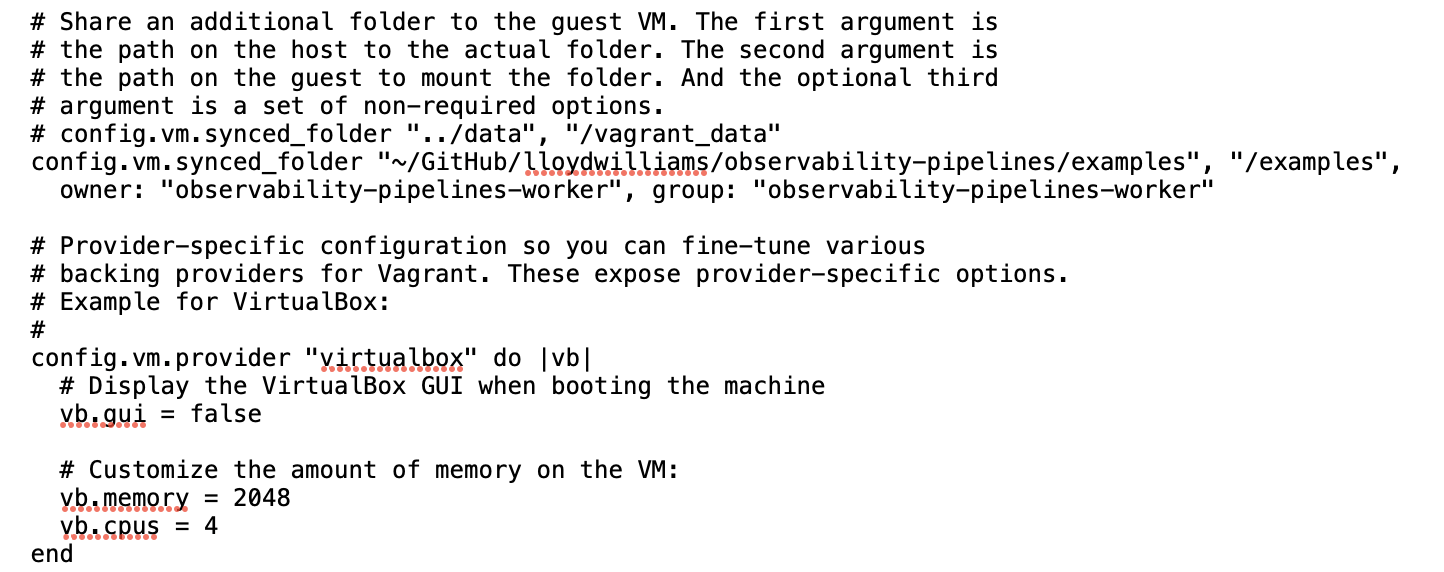 # Share an additional folder to the guest VM. The first argument is
# the path on the host to the actual folder. The second argument is
# the path on the guest to mount the folder. And the optional third
# argument is a set of non-required options.
# config.vm.synced_folder "../data", "/vagrant_data"
config.vm.synced_folder "~/GitHub/lloydwilliams/observability-pipelines/examples", "/examples",
  owner: "observability-pipelines-worker", group: "observability-pipelines-worker"

# Provider-specific configuration so you can fine-tune various
# backing providers for Vagrant. These expose provider-specific options.
# Example for VirtualBox:
#
config.vm.provider "virtualbox" do |vb|
  # Display the VirtualBox GUI when booting the machine
  vb.gui = false

  # Customize the amount of memory on the VM:
  vb.memory = 2048
  vb.cpus = 4
end